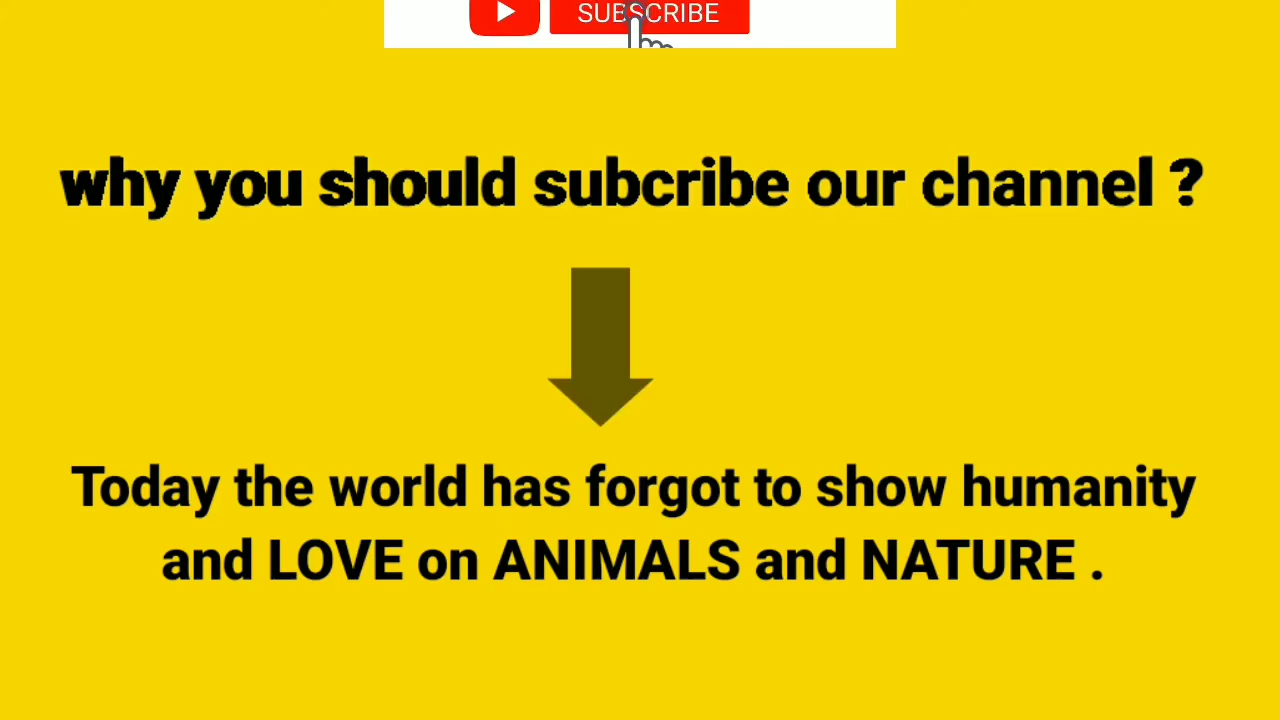 SUBSCRIBE
why you should subcribe our channel ?
Today the world has forgot to show humanity
and LOVE on ANIMALS and NATURE .